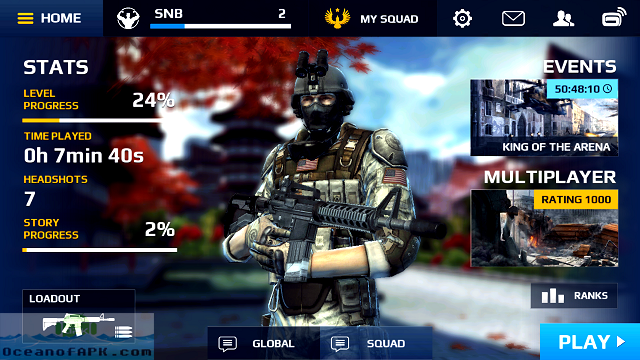 HOME
SNB 2
MY SQUAD
STATS
LEVEL
PROGRESS 24%
TIME PLAYED
0h 7min 40s
HEADSHOTS
7
STORY
PROGRESS 2%
LOADOUT
OceanofAPK.com
EVENTS
50:48:10
KING OF THE ARENA
MULTIPLAYER
RATING 1000
RANKS
GLOBAL
SQUAD
PLAY